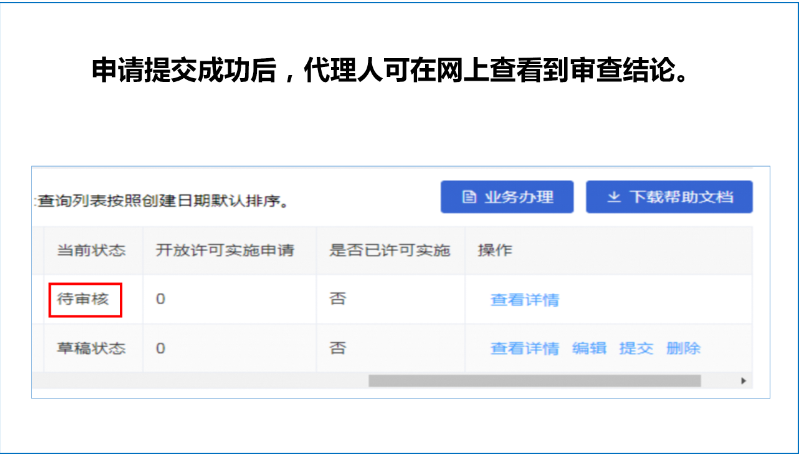 申请提交成功后，代理人可在网上查看到审查结论。
:查询列表按照创建日期默认排序。 业务办理 下载帮助文档
当前状态 开放许可实施申请 是否已许可实施 操作
待审核 0 否 查看详情
草稿状态 0 否 查看详情 编辑 提交 删除